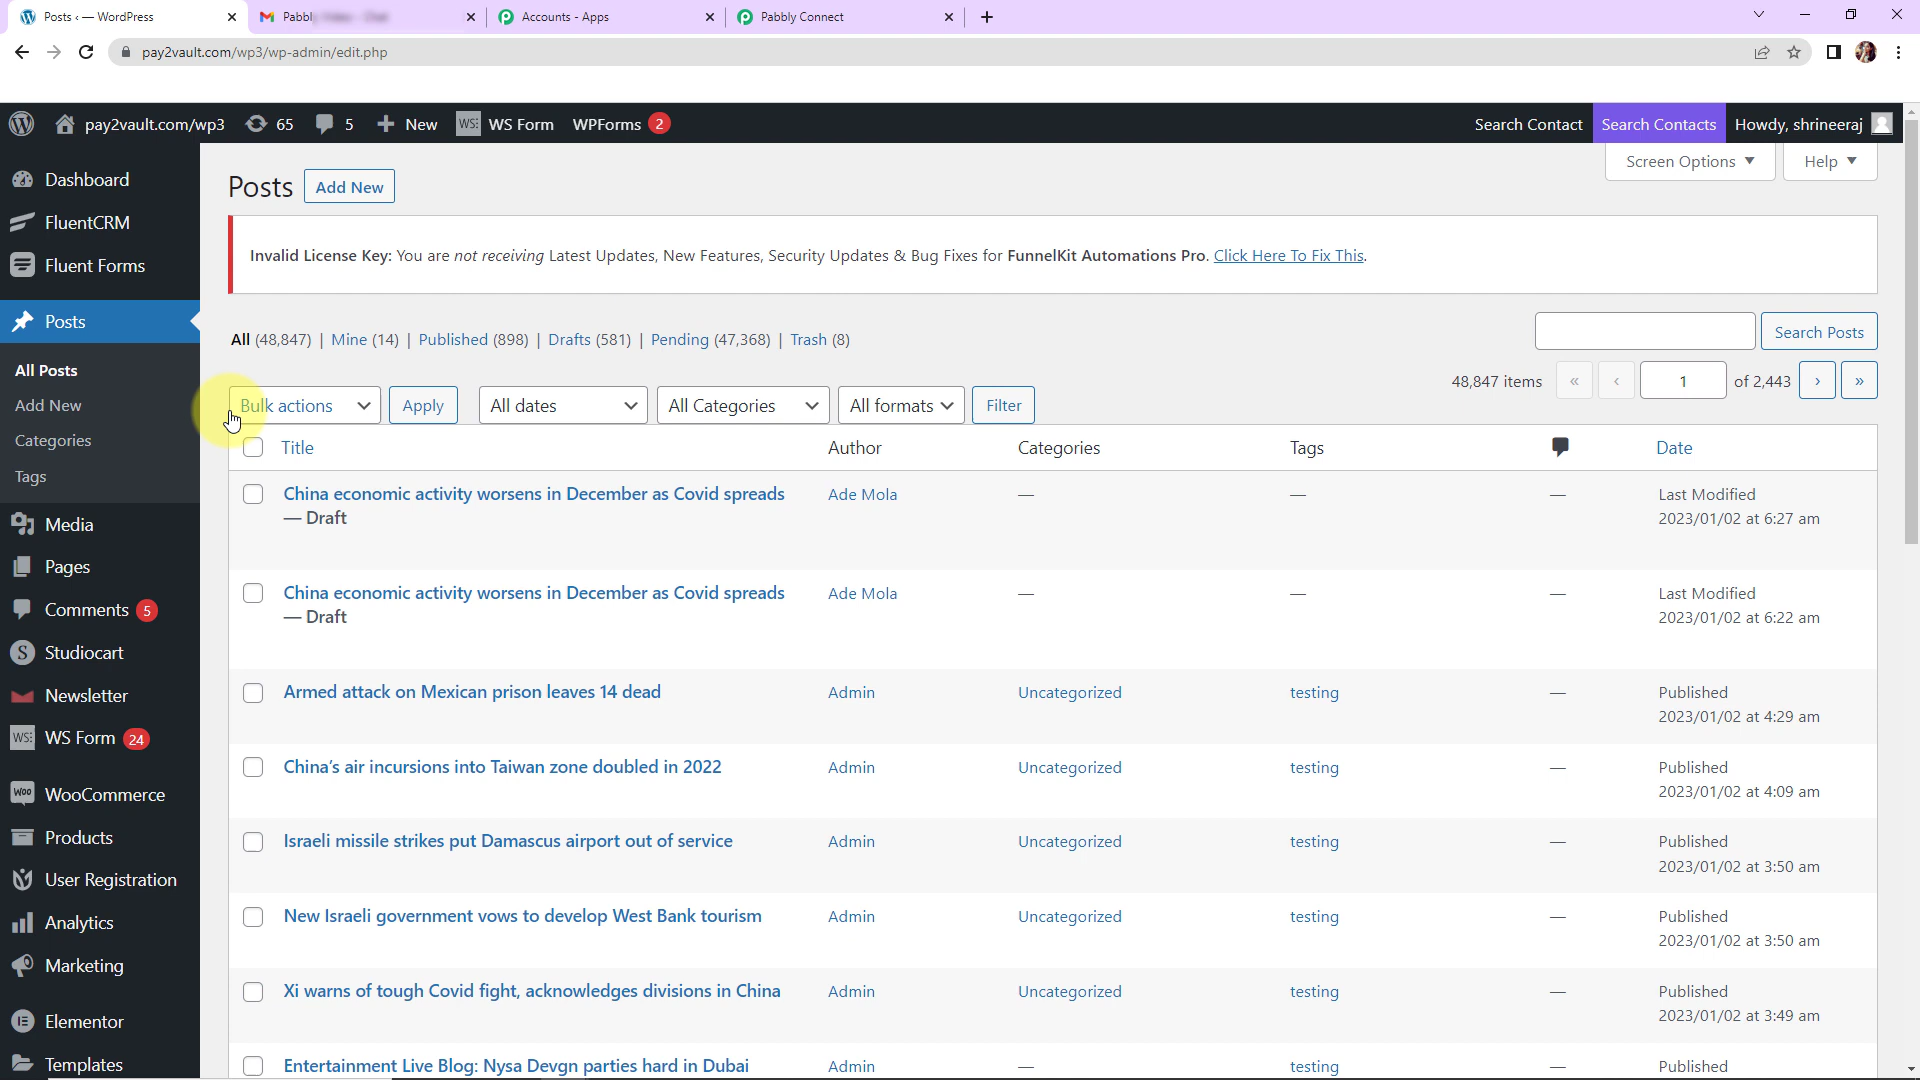 Posts ‹ — WordPress
Pabbly
Accounts - Apps
Pabbly Connect
pay2vault.com/wp3/wp-admin/edit.php
pay2vault.com/wp3
65
5
New
WS Form
WPForms 2
Search Contact
Search Contacts
Howdy, shrineeraj
Dashboard
FluentCRM
Fluent Forms
Posts
All Posts
Add New
Categories
Tags
Media
Pages
Comments 5
Studiocart
Newsletter
WS Form 24
WooCommerce
Products
User Registration
Analytics
Marketing
Elementor
Templates
Screen Options
Help
Posts
Add New
Invalid License Key: You are not receiving Latest Updates, New Features, Security Updates & Bug Fixes for FunnelKit Automations Pro. Click Here To Fix This.
All (48,847) | Mine (14) | Published (898) | Drafts (581) | Pending (47,368) | Trash (8)
Search Posts
48,847 items « ‹ 1 of 2,443 › »
Bulk actions Apply All dates All Categories All formats Filter
Title Author Categories Tags Date
China economic activity worsens in December as Covid spreads — Ade Mola — — — Last Modified
— Draft 2023/01/02 at 6:27 am
China economic activity worsens in December as Covid spreads Ade Mola — — — Last Modified
— Draft 2023/01/02 at 6:22 am
Armed attack on Mexican prison leaves 14 dead Admin Uncategorized testing — Published
2023/01/02 at 4:29 am
China's air incursions into Taiwan zone doubled in 2022 Admin Uncategorized testing — Published
2023/01/02 at 4:09 am
Israeli missile strikes put Damascus airport out of service Admin Uncategorized testing — Published
2023/01/02 at 3:50 am
New Israeli government vows to develop West Bank tourism Admin Uncategorized testing — Published
2023/01/02 at 3:50 am
Xi warns of tough Covid fight, acknowledges divisions in China Admin Uncategorized testing — Published
2023/01/02 at 3:49 am
Entertainment Live Blog: Nysa Devgn parties hard in Dubai Admin — testing — Published